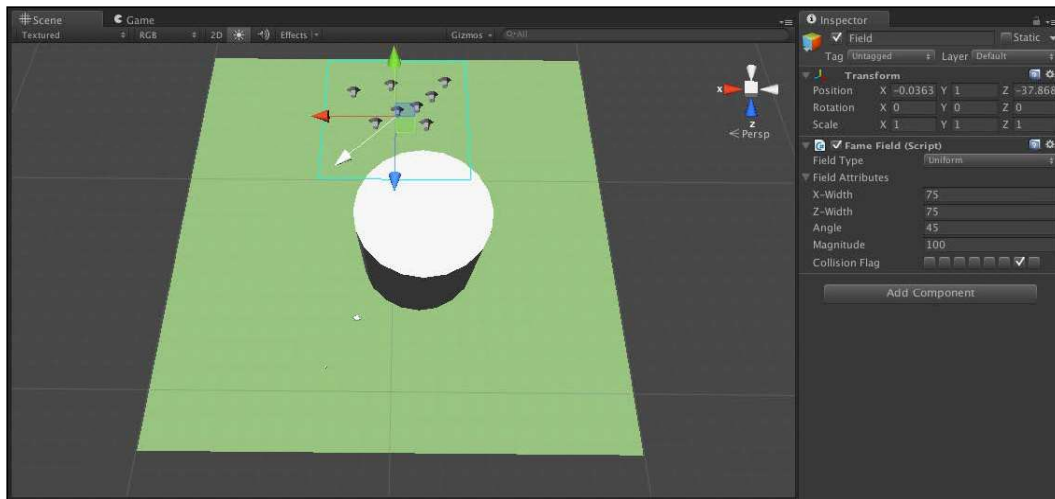 Scene Game
Textured RGB 2D Effects Gizmos All
x
z
Persp
Inspector
Field Static
Tag Untagged Layer Default
Transform
Position X -0.0363 Y 1 Z -37.868
Rotation X 0 Y 0 Z 0
Scale X 1 Y 1 Z 1
Fame Field (Script)
Field Type Uniform
Field Attributes
X-Width 75
Z-Width 75
Angle 45
Magnitude 100
Collision Flag
Add Component